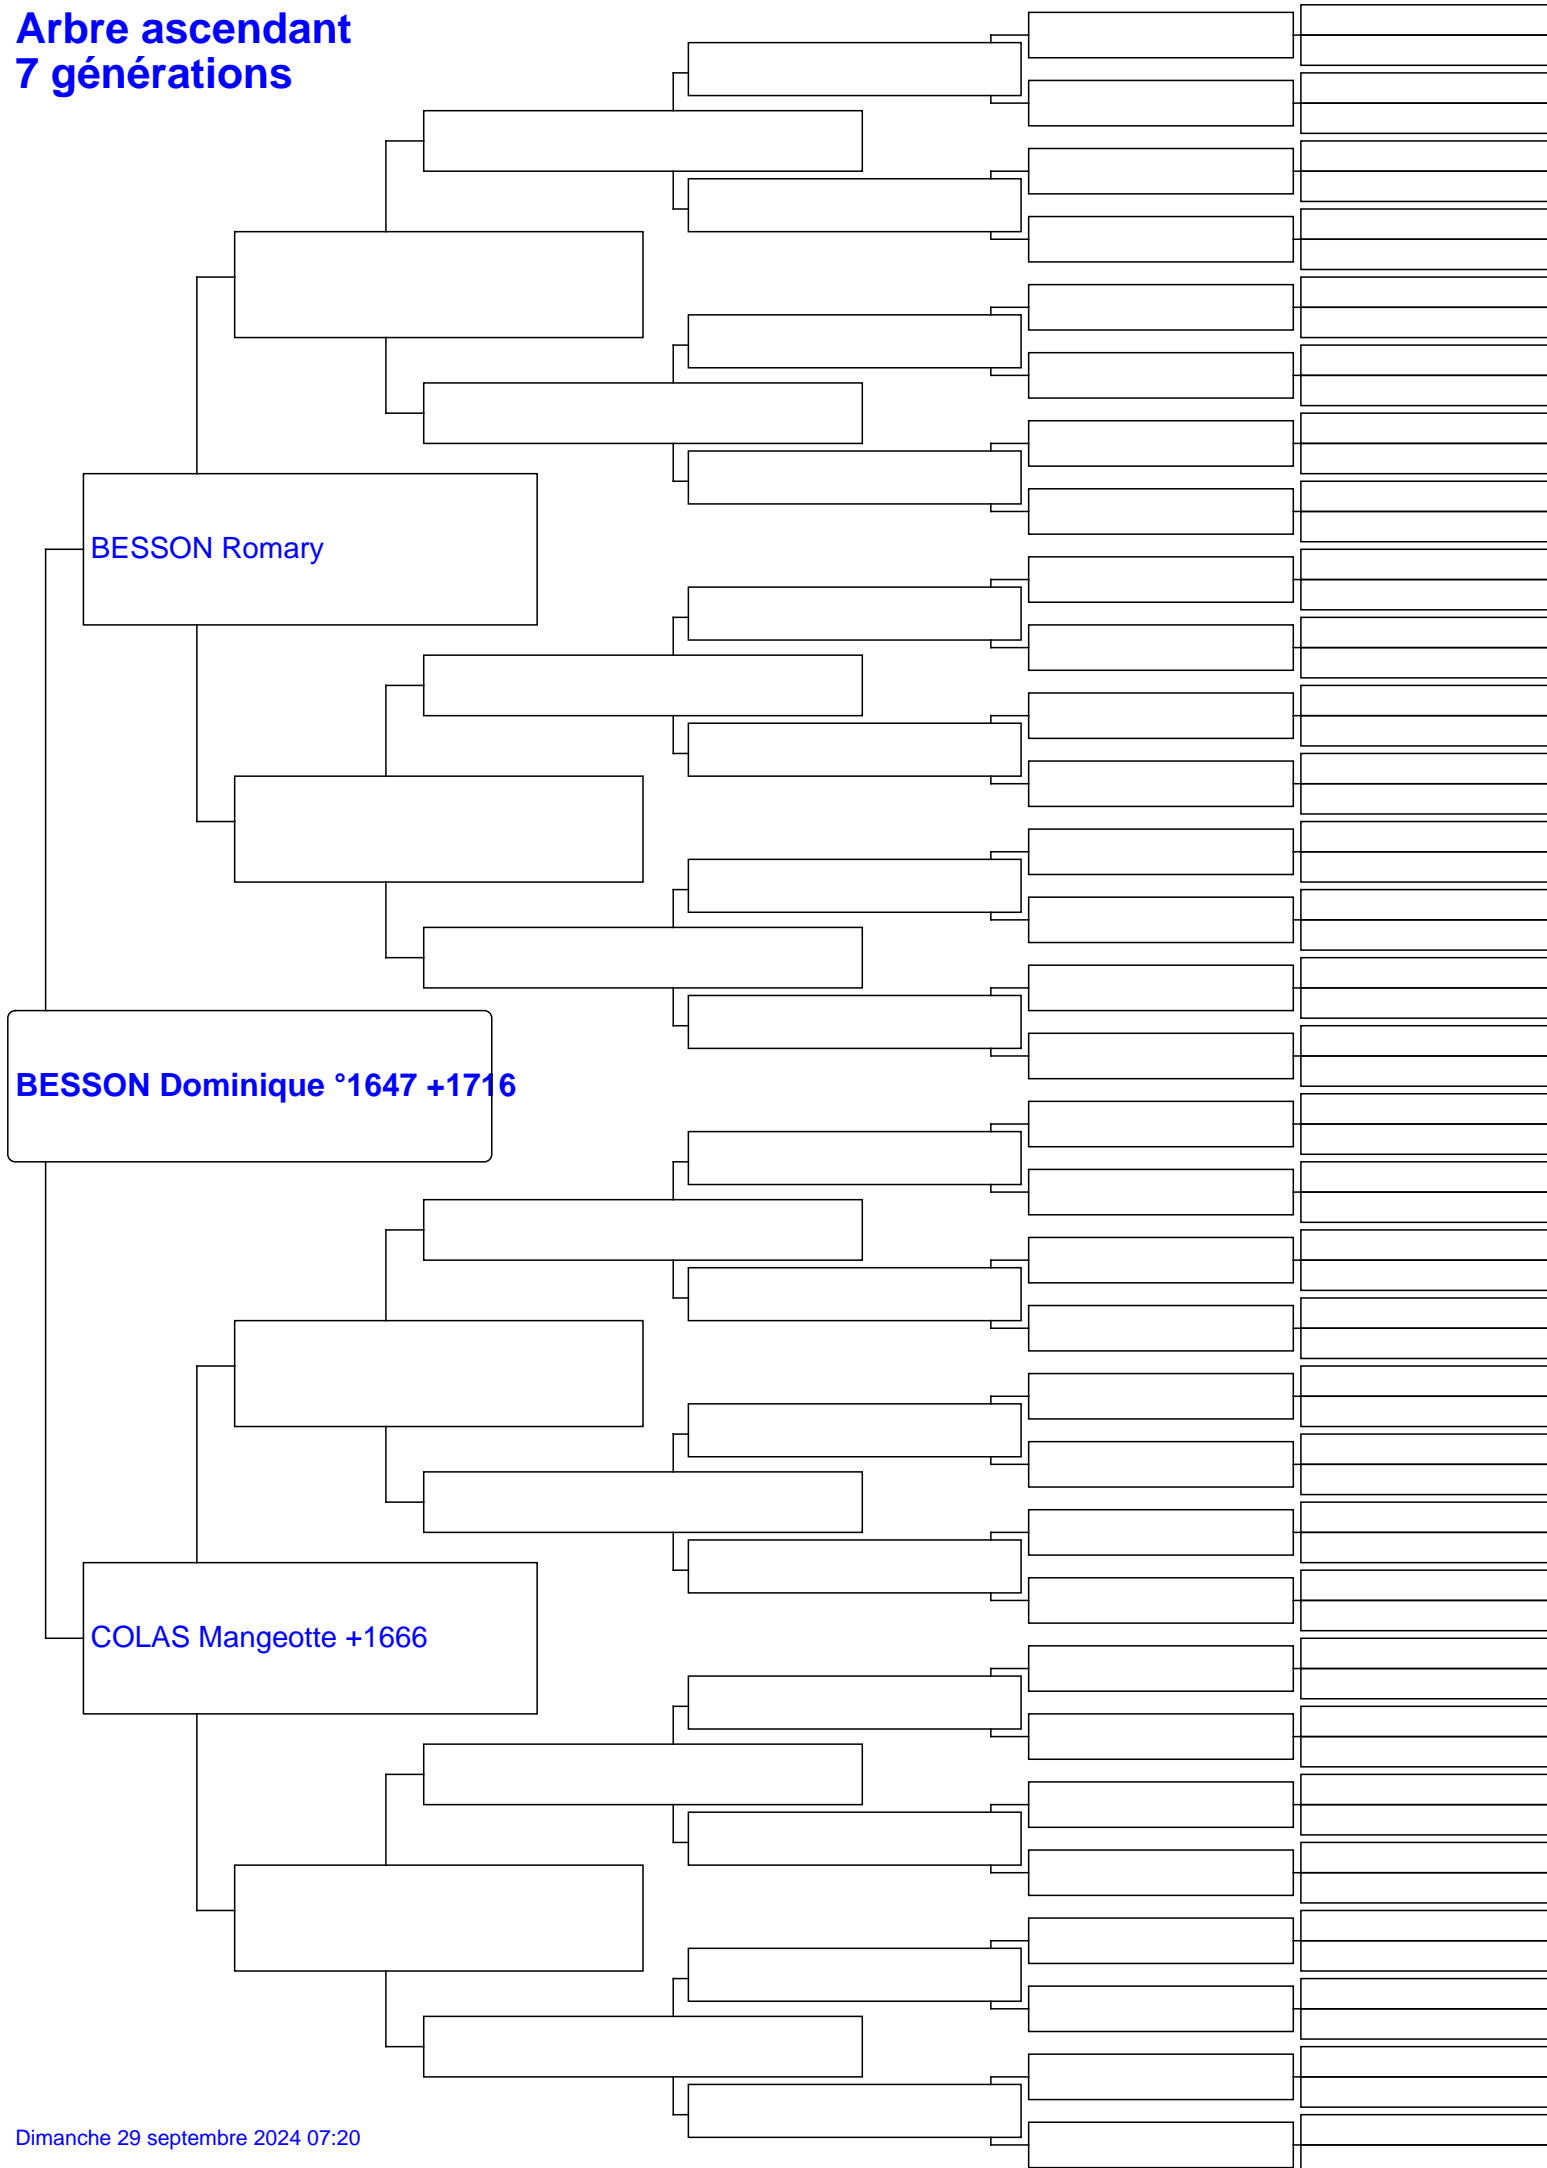 Arbre ascendant
7 générations
BESSON Romary
BESSON Dominique °1647 +1716
COLAS Mangeotte +1666
Dimanche 29 septembre 2024 07:20